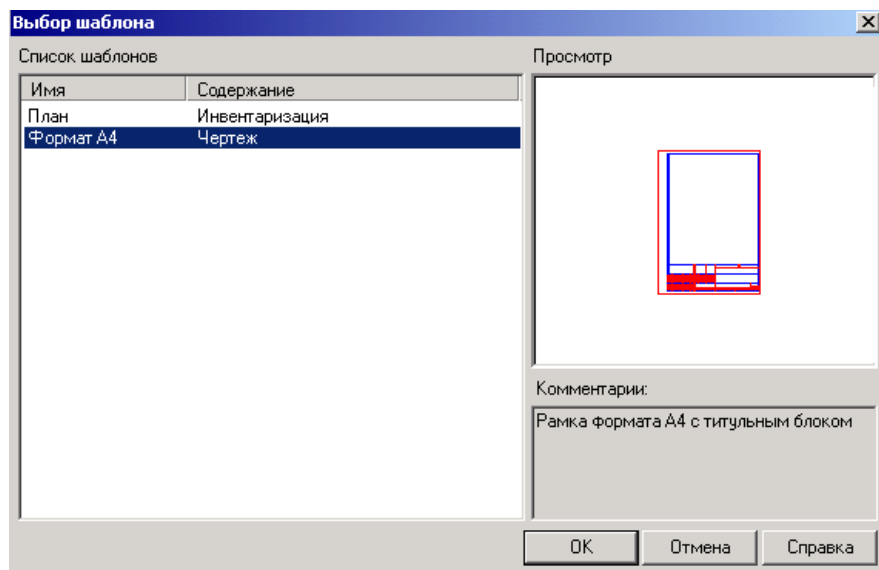 Выбор шаблона
Список шаблонов
Просмотр
Имя Содержание
План Инвентаризация
Формат А4 Чертеж
Комментарии:
Рамка формата А4 с титульным блоком
OK Отмена Справка